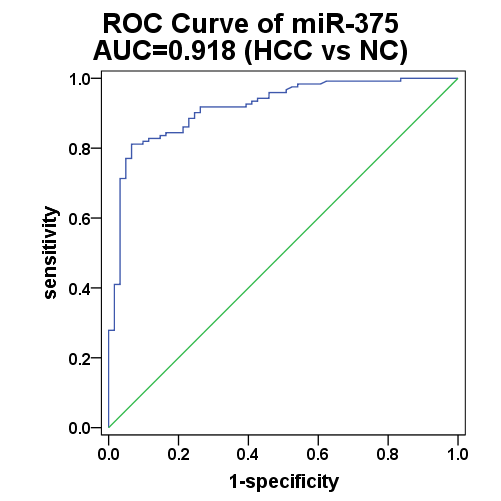 ROC Curve of miR-375
AUC=0.918 (HCC vs NC)
1.0
0.8
0.6
0.4
0.2
0.0
sensitivity
0.0 0.2 0.4 0.6 0.8 1.0
1-specificity